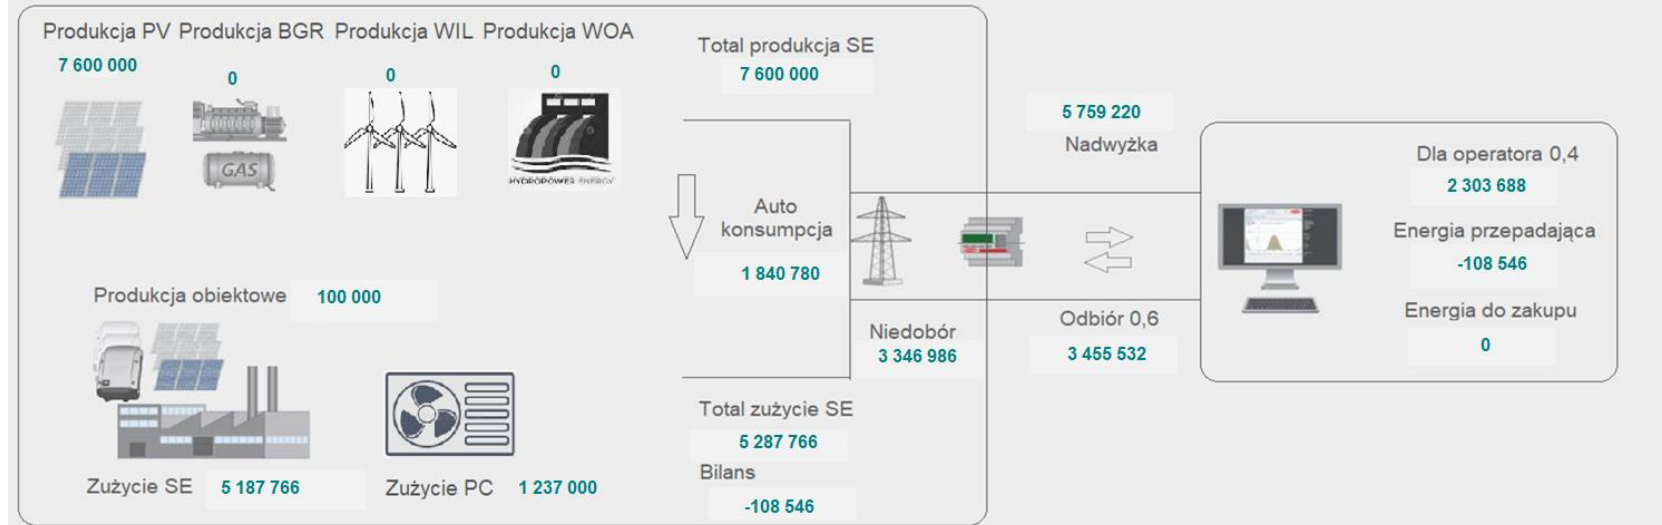 Produkcja PV Produkcja BGR Produkcja WIL Produkcja WOA
7 600 000
0
0
0
GAS
HYDROPOWER ENERGY
Total produkcja SE
7 600 000
5 759 220
Nadwyżka
Auto
konsumpcja
1 840 780
Dla operatora 0,4
2 303 688
Energia przepadająca
-108 546
Energia do zakupu
0
Produkcja obiektowe 100 000
Niedobór
3 346 986
Odbiór 0,6
3 455 532
Total zużycie SE
5 287 766
Bilans
-108 546
Zużycie SE 5 187 766
Zużycie PC 1 237 000